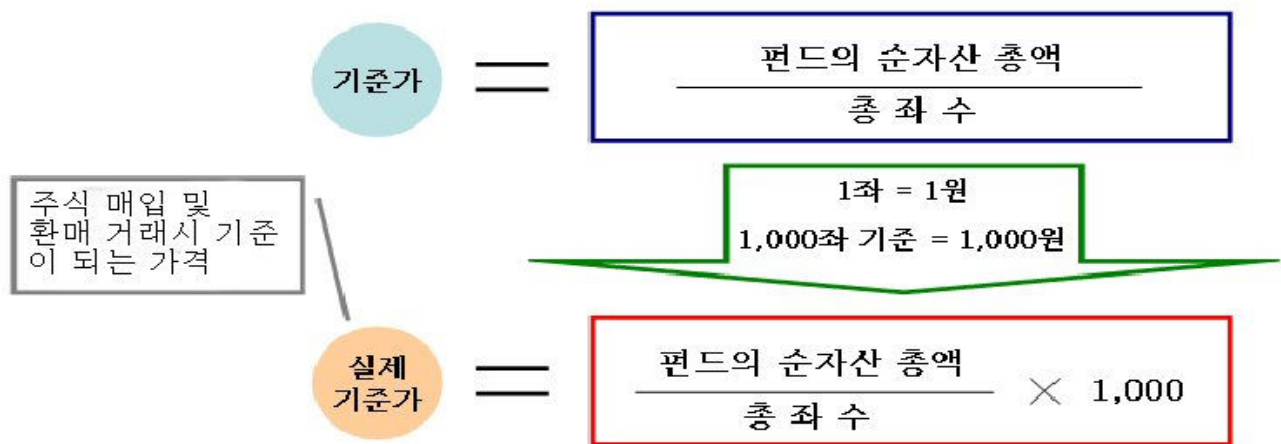 기준가
펀드의 순자산 총액
총 좌 수
1좌 = 1원
1,000좌 기준 = 1,000원
주식 매입 및
환매 거래시 기준
이 되는 가격
실제
기준가
펀드의 순자산 총액
총 좌 수
× 1,000